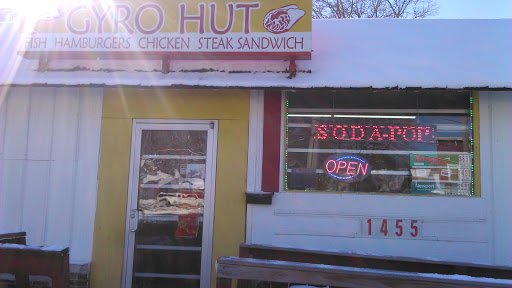 GYRO HUT
FISH HAMBURGERS CHICKEN STEAK SANDWICH
SODA-POP
OPEN
1455